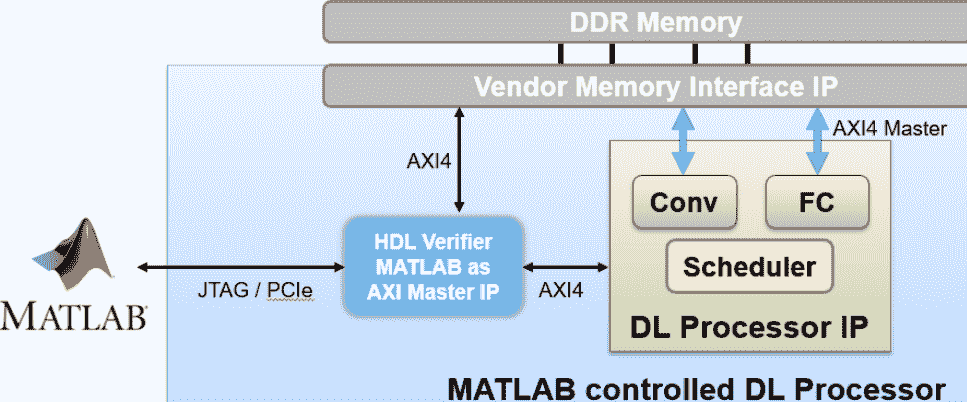 DDR Memory
Vendor Memory Interface IP
AXI4 Master
AXI4
Conv
FC
HDL Verifier
MATLAB as
AXI Master IP
Scheduler
JTAG / PCIe
AXI4
MATLAB
DL Processor IP
MATLAB controlled DL Processor